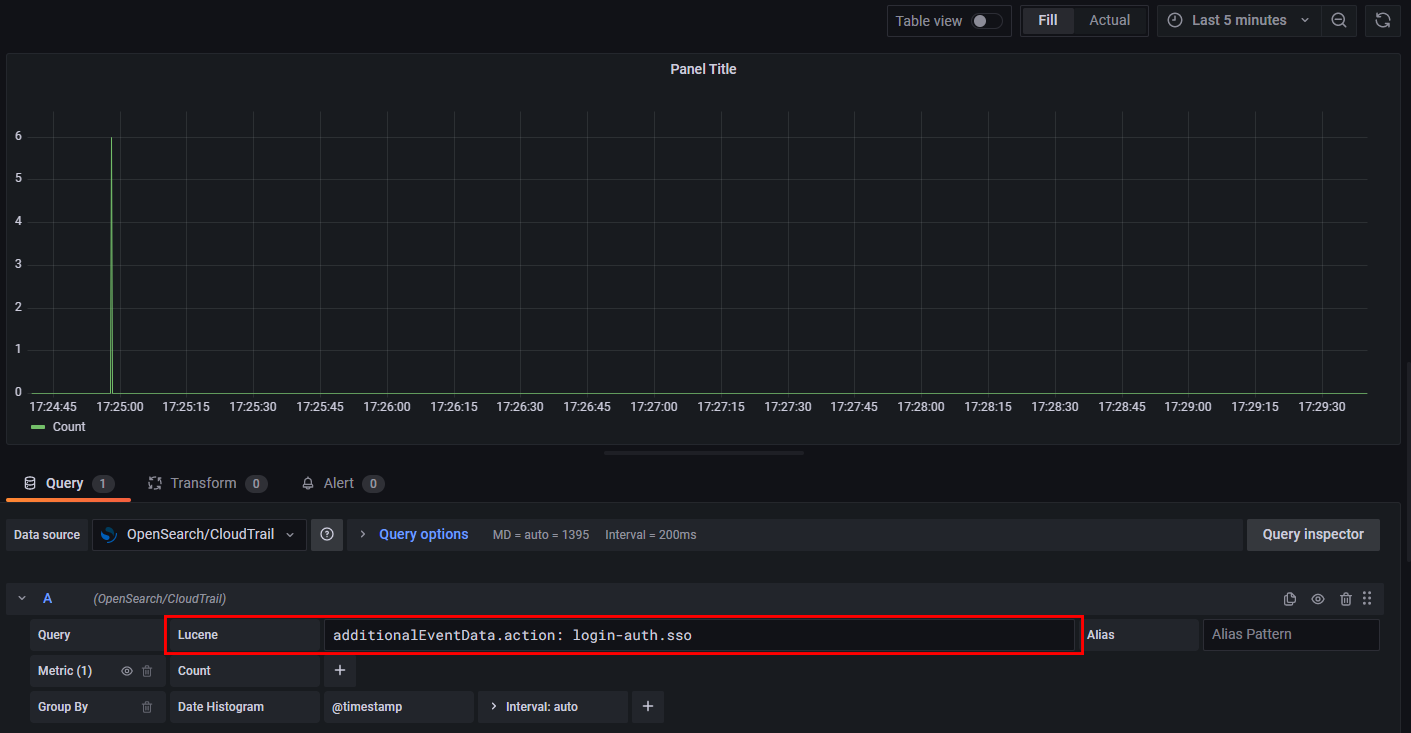 Table view Fill Actual Last 5 minutes
Panel Title
6
5
4
3
2
1
0
17:24:45 17:25:00 17:25:15 17:25:30 17:25:45 17:26:00 17:26:15 17:26:30 17:26:45 17:27:00 17:27:15 17:27:30 17:27:45 17:28:00 17:28:15 17:28:30 17:28:45 17:29:00 17:29:15 17:29:30
Count
Query 1 Transform 0 Alert 0
Data source OpenSearch/CloudTrail Query options MD = auto = 1395 Interval = 200ms Query inspector
A (OpenSearch/CloudTrail)
Query Lucene additionalEventData.action: login-auth.sso Alias Alias Pattern
Metric (1) Count +
Group By Date Histogram @timestamp Interval: auto +